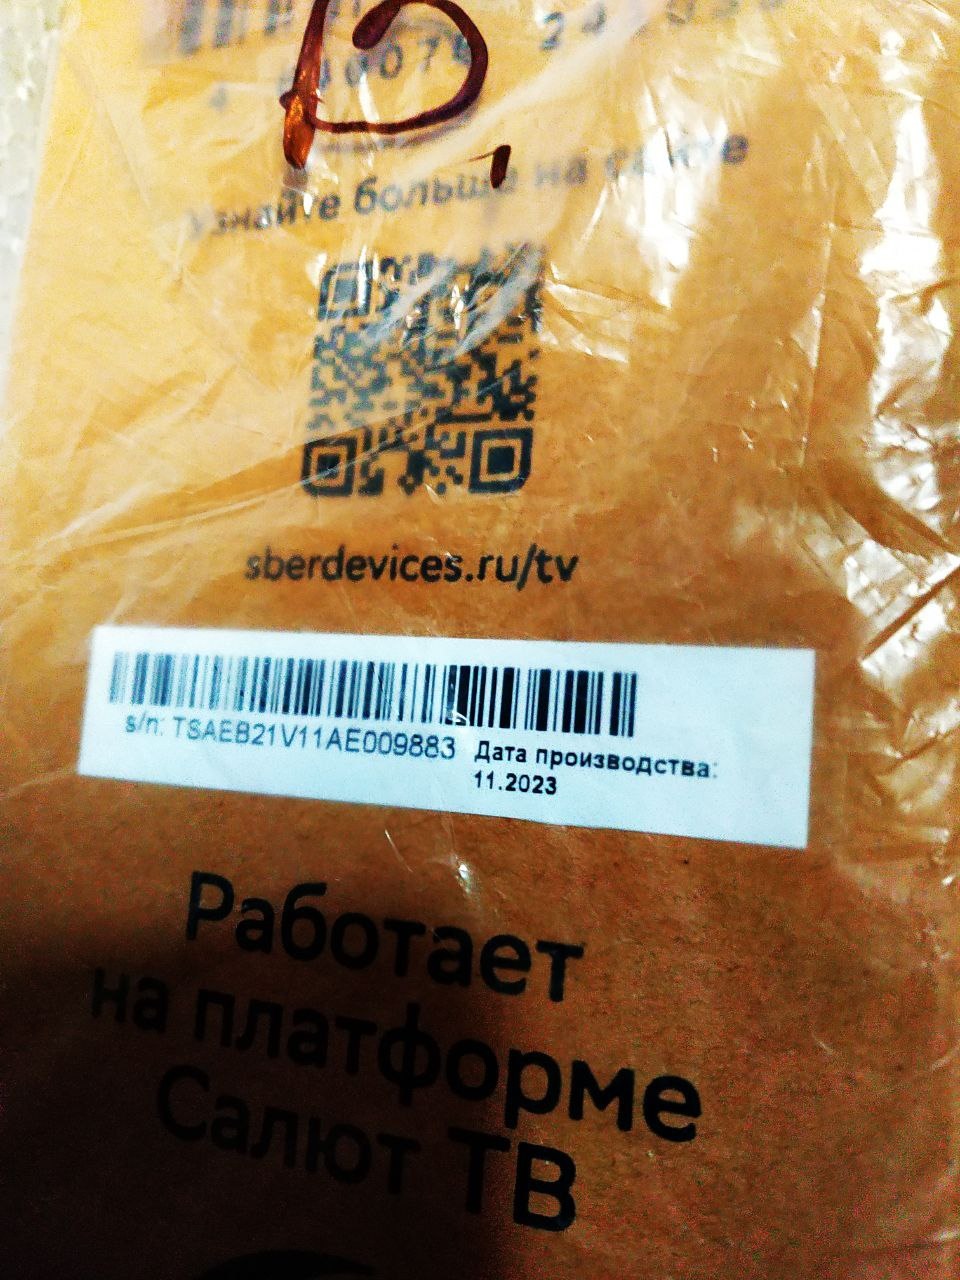 Узнайте больше на сайте
sberdevices.ru/tv
s/n: TSAEB21V11AE009883
Дата производства:
11.2023
Работает
на платформе
Салют ТВ